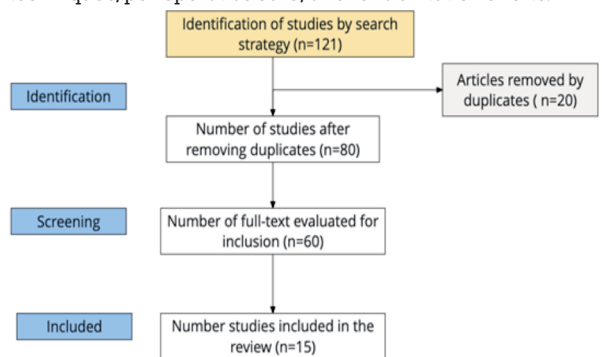 Identification of studies by search
strategy (n=121)
Articles removed by
duplicates ( n=20)
Identification
Number of studies after
removing duplicates (n=80)
Screening
Number of full-text evaluated for
inclusion (n=60)
Included
Number studies included in the
review (n=15)